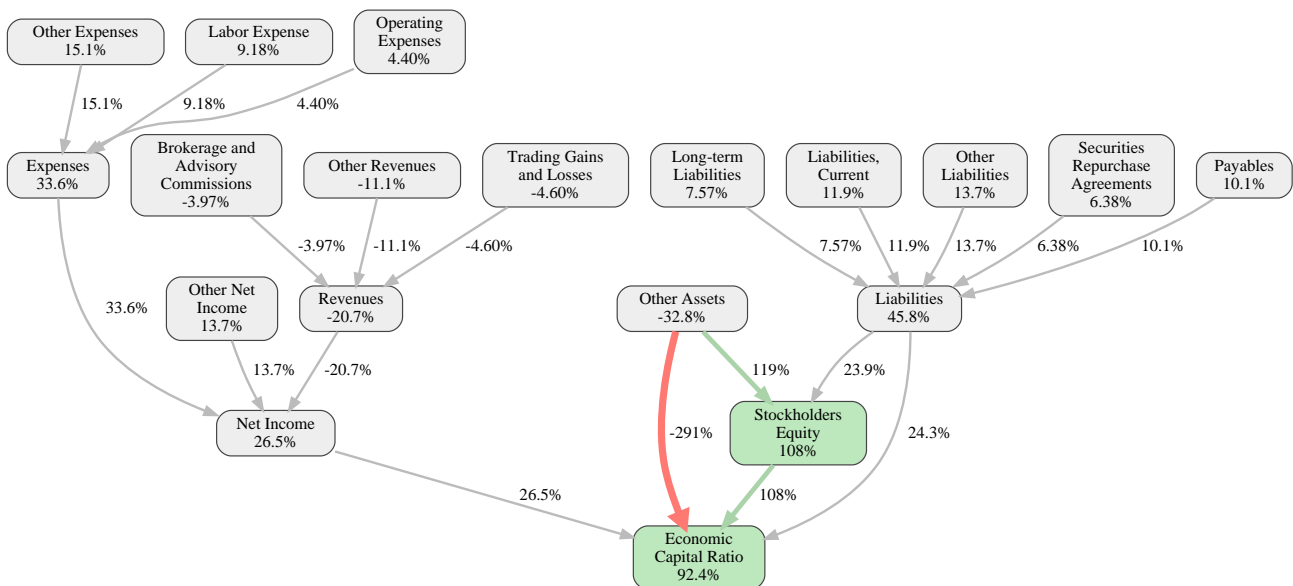 Other Expenses
15.1%
Labor Expense
9.18%
Operating
Expenses
4.40%
15.1%
9.18%
4.40%
Expenses
33.6%
Brokerage and
Advisory
Commissions
-3.97%
Other Revenues
-11.1%
Trading Gains
and Losses
-4.60%
Long-term
Liabilities
7.57%
Liabilities,
Current
11.9%
Other
Liabilities
13.7%
Securities
Repurchase
Agreements
6.38%
Payables
10.1%
-3.97%
-11.1%
-4.60%
7.57%
11.9%
13.7%
6.38%
10.1%
33.6%
Other Net
Income
13.7%
Revenues
-20.7%
Other Assets
-32.8%
Liabilities
45.8%
13.7%
-20.7%
119%
23.9%
Net Income
26.5%
-291%
Stockholders
Equity
108%
24.3%
26.5%
108%
Economic
Capital Ratio
92.4%